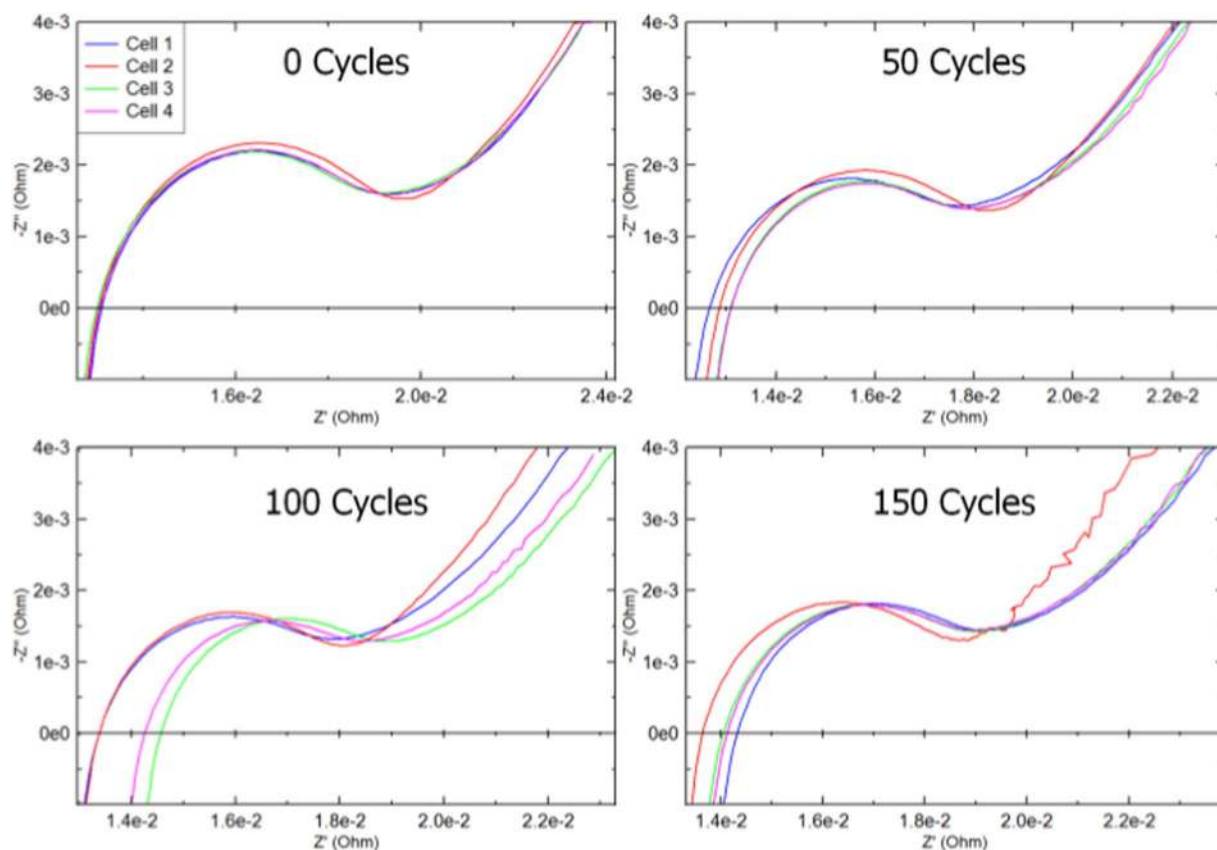 4e-3
3e-3
2e-3
1e-3
0e0
-Z'' (Ohm)
Cell 1
Cell 2
Cell 3
Cell 4
0 Cycles
1.6e-2 2.0e-2 2.4e-2
Z' (Ohm)
4e-3
3e-3
2e-3
1e-3
0e0
-Z'' (Ohm)
50 Cycles
1.4e-2 1.6e-2 1.8e-2 2.0e-2 2.2e-2
Z' (Ohm)
4e-3
3e-3
2e-3
1e-3
0e0
-Z'' (Ohm)
100 Cycles
1.4e-2 1.6e-2 1.8e-2 2.0e-2 2.2e-2
Z' (Ohm)
4e-3
3e-3
2e-3
1e-3
0e0
-Z'' (Ohm)
150 Cycles
1.4e-2 1.6e-2 1.8e-2 2.0e-2 2.2e-2
Z' (Ohm)